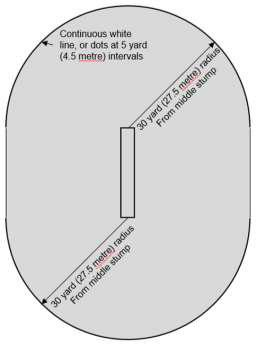 Continuous white
line, or dots at 5 yard
(4.5 metre) intervals
30 yard (27.5 metre) radius
From middle stump
30 yard (27.5 metre) radius
From middle stump